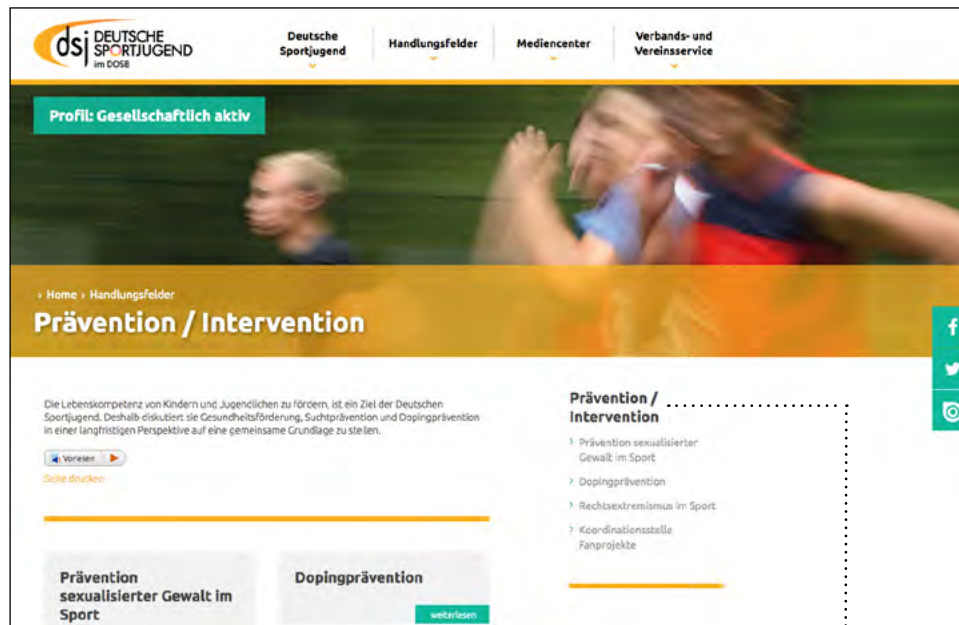 dsj DEUTSCHE
SPORTJUGEND
im DOSB
Deutsche
Sportjugend
Handlungsfelder
Mediencenter
Verbands- und
Vereinsservice
Profil: Gesellschaftlich aktiv
› Home › Handlungsfelder
Prävention / Intervention
Die Lebenskompetenz von Kindern und Jugendlichen zu fördern, ist ein Ziel der Deutschen
Sportjugend. Deshalb diskutiert sie Gesundheitsförderung, Suchtprävention und Dopingprävention
in einer langfristigen Perspektive auf eine gemeinsame Grundlage zu stellen.
Vorlesen
Seite drucken
Prävention
sexualisierter Gewalt im
Sport
Dopingprävention
weiterlesen
Prävention /
Intervention
› Prävention sexualisierter
Gewalt im Sport
› Dopingprävention
› Rechtsextremismus im Sport
› Koordinationsstelle
Fanprojekte